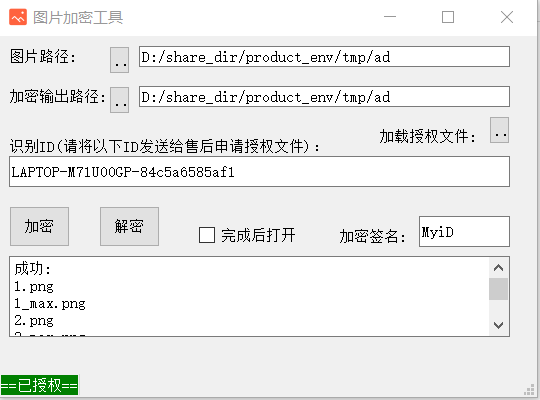 图片加密工具
图片路径: .. D:/share_dir/product_env/tmp/ad
加密输出路径: .. D:/share_dir/product_env/tmp/ad
加载授权文件: ..
识别ID(请将以下ID发送给售后申请授权文件):
LAPTOP-M71U00GP-84c5a6585af1
加密 解密 完成后打开 加密签名: MyiD
成功:
1.png
1_max.png
2.png
==已授权==